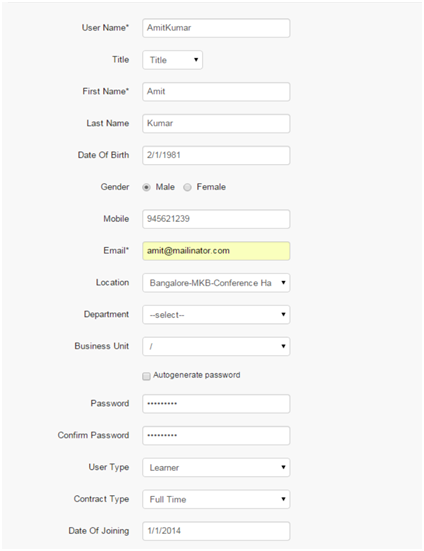 User Name* AmitKumar
Title Title
First Name* Amit
Last Name Kumar
Date Of Birth 2/1/1981
Gender Male Female
Mobile 945621239
Email* amit@mailinator.com
Location Bangalore-MKB-Conference Ha
Department --select--
Business Unit /
Autogenerate password
Password •••••••••
Confirm Password •••••••••
User Type Learner
Contract Type Full Time
Date Of Joining 1/1/2014